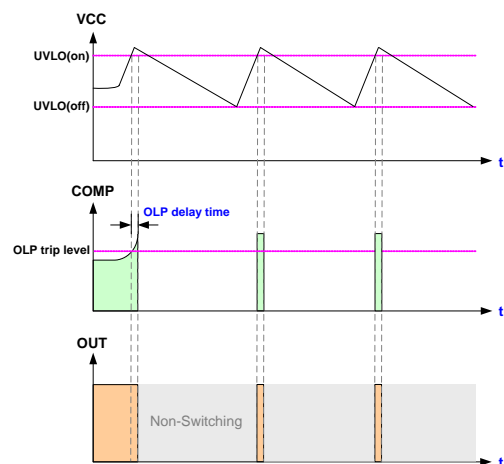 VCC
UVLO(on)
UVLO(off)
t
COMP
OLP delay time
OLP trip level
t
OUT
Non-Switching
t